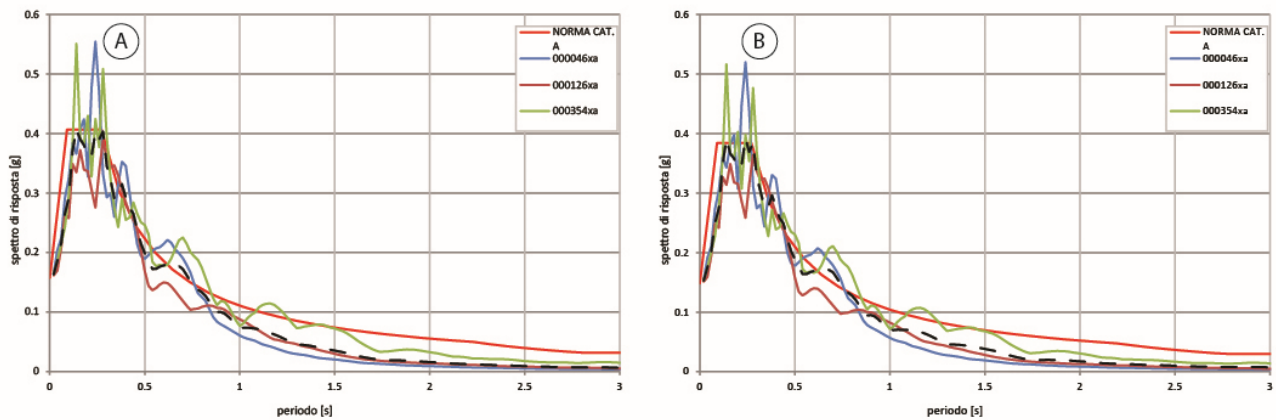 0.6
0.5
0.4
0.3
0.2
0.1
0
spettro di risposta [g]
A
NORMA CAT.
A
000046xa
000126xa
000354xa
0
0.5
1
1.5
2
2.5
3
periodo [s]
0.6
0.5
0.4
0.3
0.2
0.1
0
spettro di risposta [g]
B
NORMA CAT.
A
000046xa
000126xa
000354xa
0
0.5
1
1.5
2
2.5
3
periodo [s]